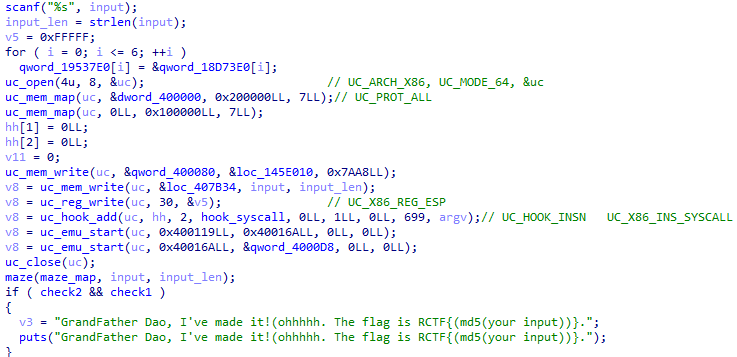 scanf("%s", input);
input_len = strlen(input);
v5 = 0xFFFFF;
for ( i = 0; i <= 6; ++i )
qword_19537E0[i] = &qword_18D73E0[i];
uc_open(4u, 8, &uc); // UC_ARCH_X86, UC_MODE_64, &uc
uc_mem_map(uc, &dword_400000, 0x200000LL, 7LL);// UC_PROT_ALL
uc_mem_map(uc, 0LL, 0x100000LL, 7LL);
hh[1] = 0LL;
hh[2] = 0LL;
v11 = 0;
uc_mem_write(uc, &qword_400080, &loc_145E010, 0x7AA8LL);
v8 = uc_mem_write(uc, &loc_407B34, input, input_len);
v8 = uc_reg_write(uc, 30, &v5); // UC_X86_REG_ESP
v8 = uc_hook_add(uc, hh, 2, hook_syscall, 0LL, 1LL, 0LL, 699, argv);// UC_HOOK_INSN UC_X86_INS_SYSCALL
v8 = uc_emu_start(uc, 0x400119LL, 0x40016ALL, 0LL, 0LL);
v8 = uc_emu_start(uc, 0x40016ALL, &qword_4000D8, 0LL, 0LL);
uc_close(uc);
maze(maze_map, input, input_len);
if ( check2 && check1 )
{
v3 = "GrandFather Dao, I've made it!(ohhhhh. The flag is RCTF{(md5(your input))}.";
puts("GrandFather Dao, I've made it!(ohhhhh. The flag is RCTF{(md5(your input))}.");
}